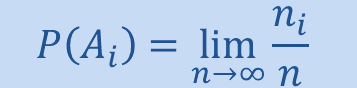 P(A_i) = lim_{n→∞} n_i/n